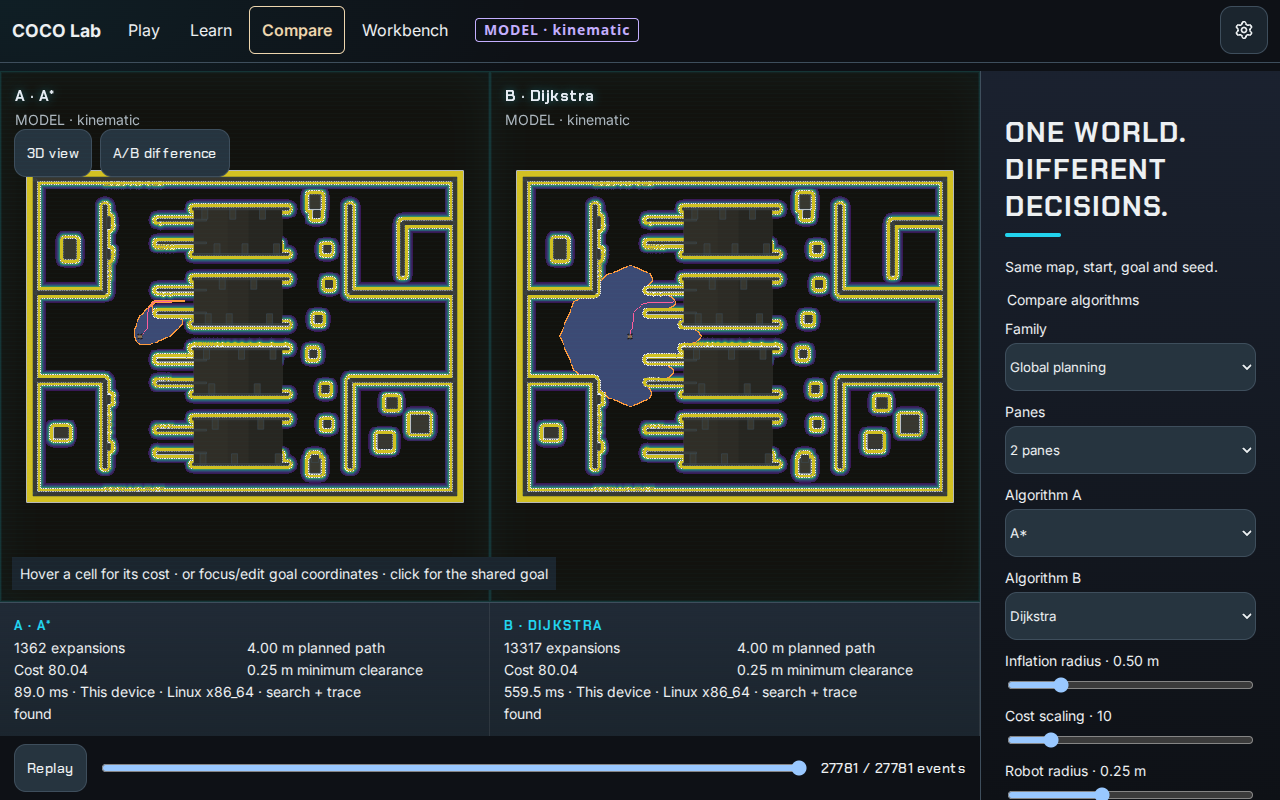 COCO Lab
Play
Learn
Compare
Workbench
MODEL · kinematic
A · A*
MODEL · kinematic
3D view
A/B difference
B · Dijkstra
MODEL · kinematic
Hover a cell for its cost · or focus/edit goal coordinates · click for the shared goal
A · A*
1362 expansions
4.00 m planned path
Cost 80.04
0.25 m minimum clearance
89.0 ms · This device · Linux x86_64 · search + trace
found
B · DIJKSTRA
13317 expansions
4.00 m planned path
Cost 80.04
0.25 m minimum clearance
559.5 ms · This device · Linux x86_64 · search + trace
found
Replay
27781 / 27781 events
ONE WORLD.
DIFFERENT
DECISIONS.
Same map, start, goal and seed.
Compare algorithms
Family
Global planning
Panes
2 panes
Algorithm A
A*
Algorithm B
Dijkstra
Inflation radius · 0.50 m
Cost scaling · 10
Robot radius · 0.25 m